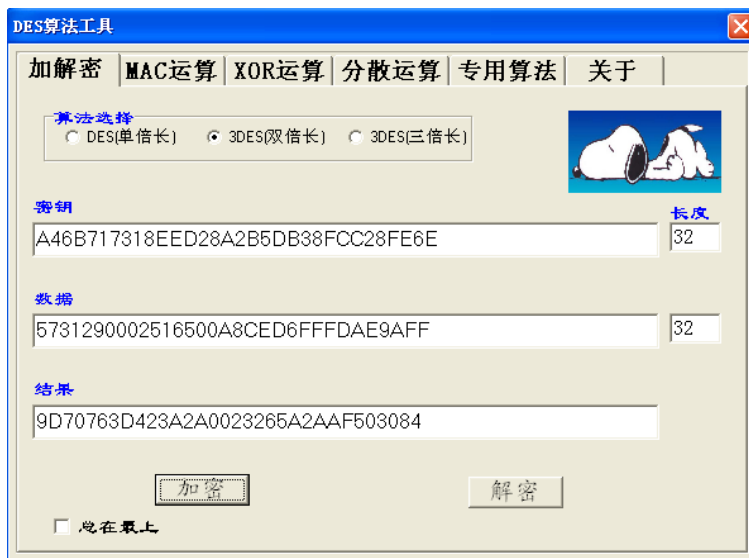 DES算法工具
加解密 MAC运算 XOR运算 分散运算 专用算法 关于
算法选择
DES(单倍长) 3DES(双倍长) 3DES(三倍长)
密钥 长度
A46B717318EED28A2B5DB38FCC28FE6E 32
数据
5731290002516500A8CED6FFFDAE9AFF 32
结果
9D70763D423A2A0023265A2AAF503084
加密 解密
总在最上